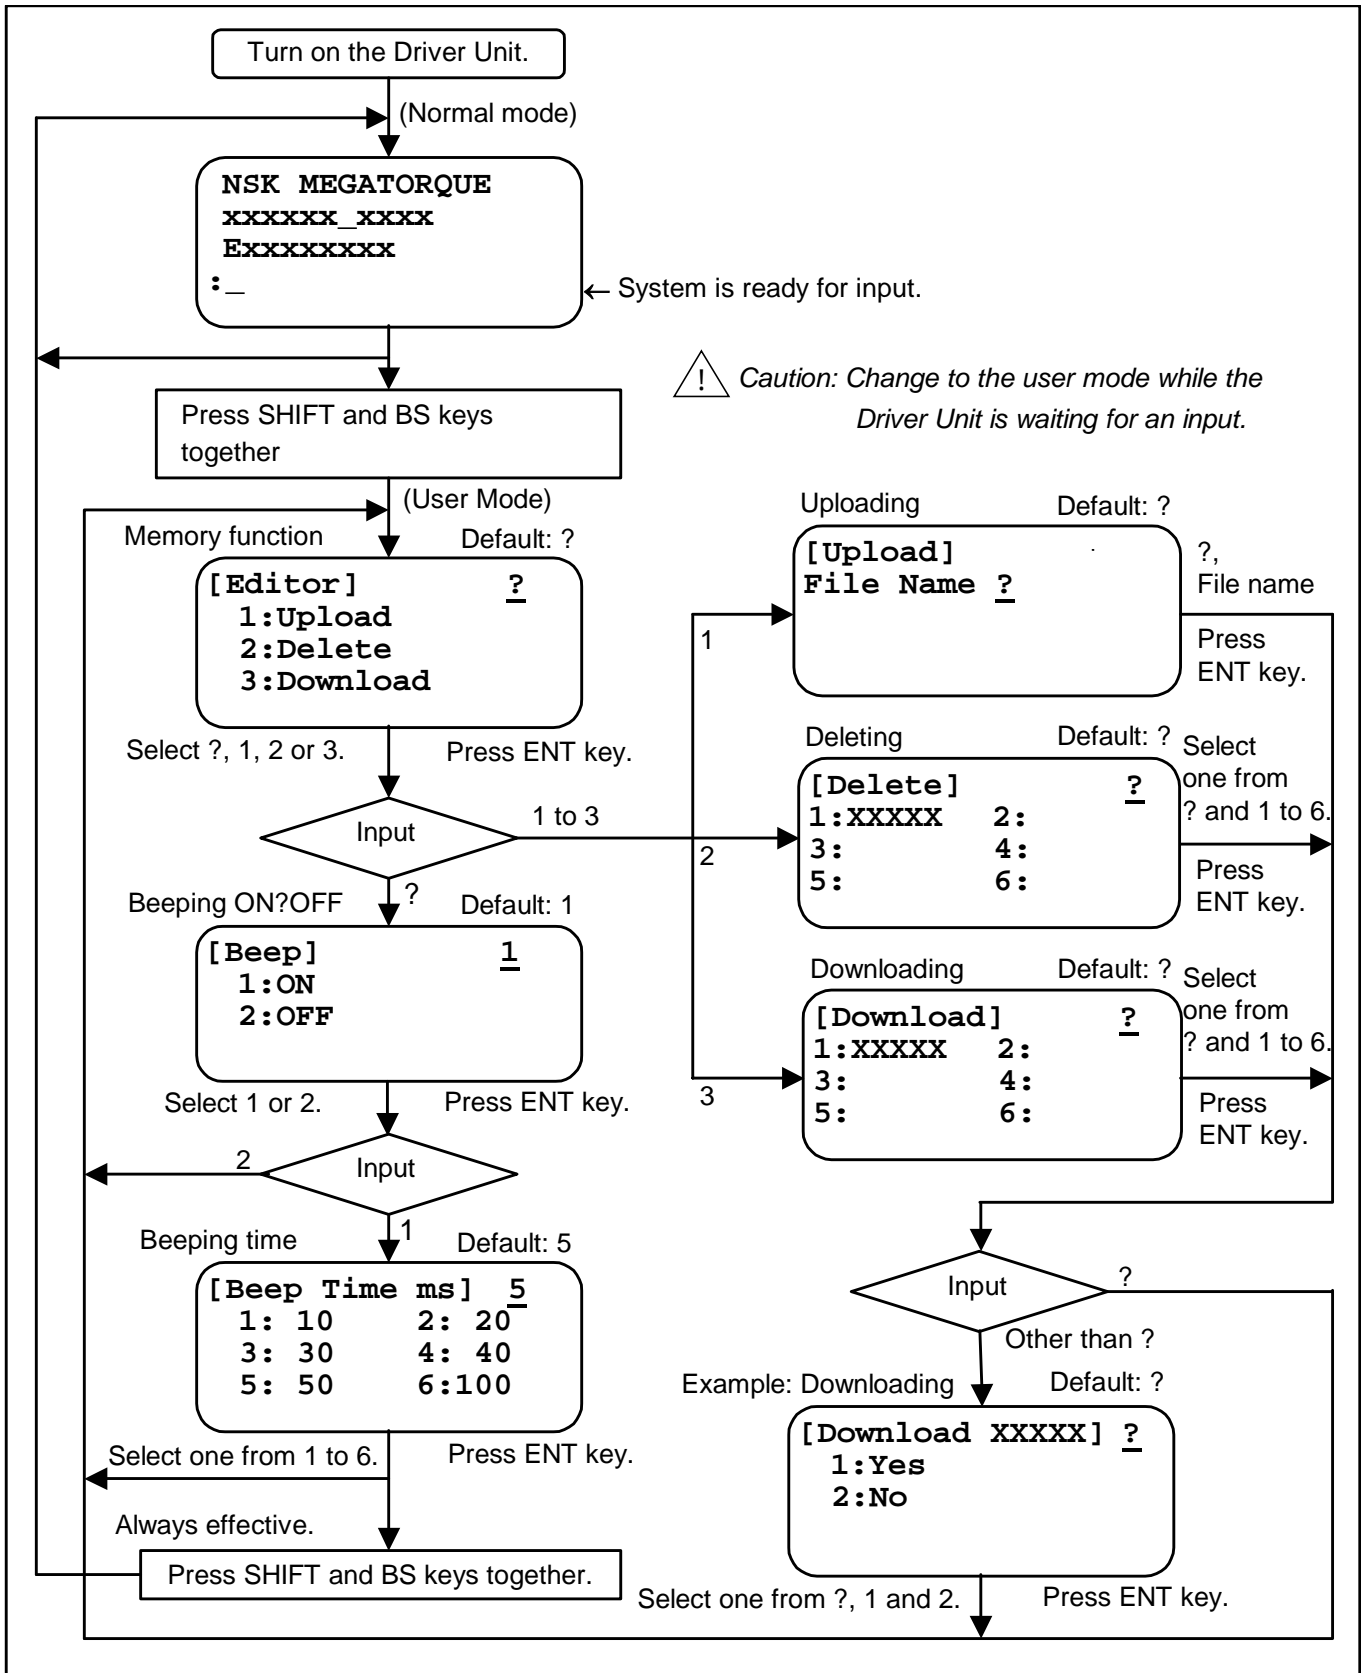 Turn on the Driver Unit.
(Normal mode)
NSK MEGATORQUE
xxxxxx_xxxx
Exxxxxxxx
:_
← System is ready for input.
! Caution: Change to the user mode while the
Driver Unit is waiting for an input.
Press SHIFT and BS keys
together
(User Mode)
Memory function
Default: ?
[Editor] ?
1:Upload
2:Delete
3:Download
Select ?, 1, 2 or 3.
Press ENT key.
Input
1 to 3
?
Beeping ON?OFF
Default: 1
[Beep] 1
1:ON
2:OFF
Select 1 or 2.
Press ENT key.
Input
2
1
Beeping time
Default: 5
[Beep Time ms] 5
1: 10 2: 20
3: 30 4: 40
5: 50 6:100
Select one from 1 to 6.
Press ENT key.
Always effective.
Press SHIFT and BS keys together.
1
Uploading
Default: ?
[Upload]
File Name ?
?,
File name
Press
ENT key.
2
Deleting
Default: ?
[Delete] ?
1:XXXXX 2:
3: 4:
5: 6:
Select
one from
? and 1 to 6.
Press
ENT key.
3
Downloading
Default: ?
[Download] ?
1:XXXXX 2:
3: 4:
5: 6:
Select
one from
? and 1 to 6.
Press
ENT key.
Input
?
Other than ?
Example: Downloading
Default: ?
[Download XXXXX] ?
1:Yes
2:No
Select one from ?, 1 and 2.
Press ENT key.